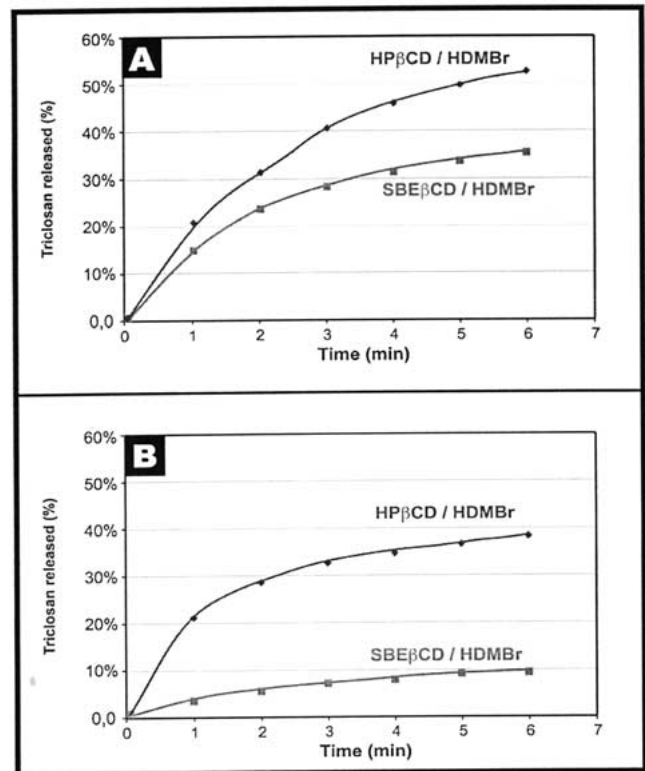 A
60%
50%
40%
30%
20%
10%
0,0
Triclosan released (%)
HPβCD / HDMBr
SBEβCD / HDMBr
1 2 3 4 5 6 7
Time (min)
B
60%
50%
40%
30%
20%
10%
0,0
Triclosan released (%)
HPβCD / HDMBr
SBEβCD / HDMBr
1 2 3 4 5 6 7
Time (min)